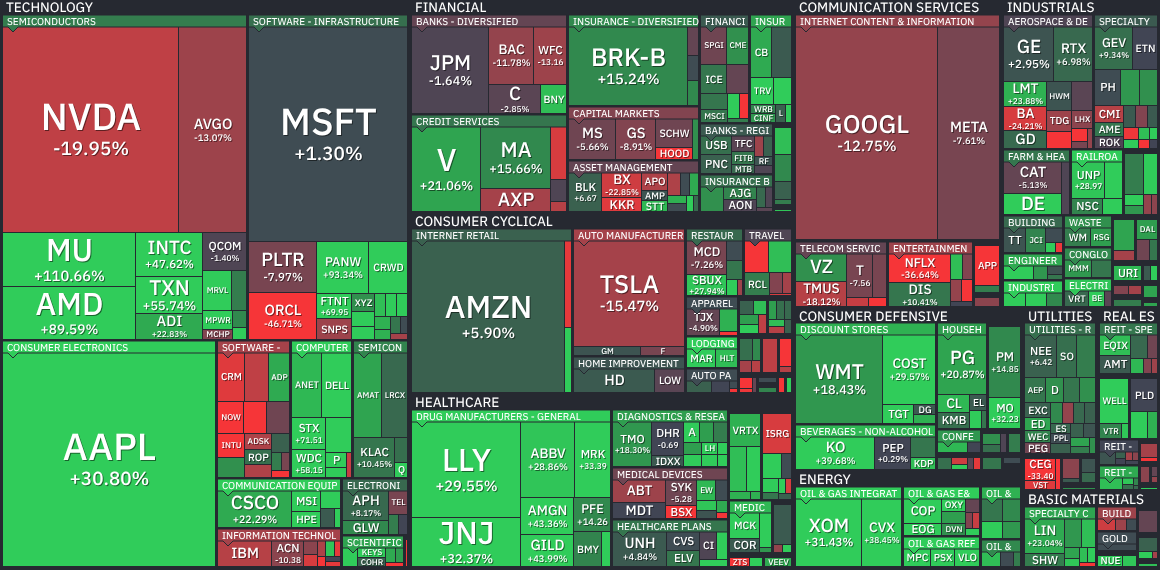 TECHNOLOGY
SEMICONDUCTORS
NVDA
-19.95%
AVGO
-13.07%
MU
+110.66%
AMD
+89.59%
INTC
+47.62%
TXN
+55.74%
ADI
+22.83%
QCOM
-1.40%
MRVL
MPWR
MCHP
SOFTWARE - INFRASTRUCTURE
MSFT
+1.30%
PLTR
-7.97%
ORCL
-46.71%
PANW
+93.34%
CRWD
FTNT
+69.95
XYZ
SNPS
CONSUMER ELECTRONICS
AAPL
+30.80%
SOFTWARE -
CRM
ADP
NOW
INTU
ADSK
ROP
COMPUTER
ANET
DELL
STX
+71.51
WDC
+58.15
P
SEMICON
AMAT
LRCX
KLAC
+10.45%
Q
COMMUNICATION EQUIP
CSCO
+22.29%
MSI
HPE
ELECTRONI
APH
+8.17%
TEL
GLW
INFORMATION TECHNOL
IBM
ACN
-10.38
SCIENTIFIC
KEYS
COHR
FINANCIAL
BANKS - DIVERSIFIED
JPM
-1.64%
BAC
-11.78%
WFC
-13.16
C
-2.85%
BNY
CREDIT SERVICES
V
+21.06%
MA
+15.66%
AXP
INSURANCE - DIVERSIFIED
BRK-B
+15.24%
CAPITAL MARKETS
MS
-5.66%
GS
-8.91%
SCHW
HOOD
ASSET MANAGEMENT
BLK
+6.67
BX
-22.85%
KKR
APO
AMP
STT
FINANCI
SPGI
CME
ICE
MSCI
INSUR
CB
TRV
WRB
CINF
L
BANKS - REGI
USB
TFC
PNC
FITB
RF
MTB
INSURANCE B
AJG
AON
CONSUMER CYCLICAL
INTERNET RETAIL
AMZN
+5.90%
AUTO MANUFACTURER
TSLA
-15.47%
GM
F
HOME IMPROVEMENT
HD
LOW
RESTAUR
MCD
-7.26%
SBUX
+27.94%
APPAREL
TJX
-4.90%
LODGING
MAR
HLT
AUTO PA
TRAVEL
RCL
HEALTHCARE
DRUG MANUFACTURERS - GENERAL
LLY
+29.55%
JNJ
+32.37%
ABBV
+28.86%
MRK
+33.39
AMGN
+43.36%
PFE
+14.26
GILD
+43.99%
BMY
DIAGNOSTICS & RESEA
TMO
+18.30%
DHR
-0.69
A
LH
IDXX
MEDICAL DEVICES
ABT
SYK
-5.28
EW
MDT
BSX
HEALTHCARE PLANS
UNH
+4.84%
CVS
CI
ELV
VRTX
ISRG
MEDIC
MCK
COR
ZTS
VEEV
COMMUNICATION SERVICES
INTERNET CONTENT & INFORMATION
GOOGL
-12.75%
META
-7.61%
TELECOM SERVIC
VZ
T
-7.56
TMUS
-18.12%
ENTERTAINMEN
NFLX
-36.64%
DIS
+10.41%
APP
INDUSTRIALS
AEROSPACE & DE
GE
+2.95%
RTX
+6.98%
LMT
+23.88%
HWM
BA
-24.21%
TDG
LHX
GD
SPECIALTY
GEV
+9.34%
ETN
PH
CMI
AME
ROK
FARM & HEA
CAT
-5.13%
DE
RAILROA
UNP
+28.97
NSC
BUILDING
TT
JCI
WASTE
WM
RSG
CONGLO
MMM
DAL
URI
ENGINEER
INDUSTRI
ELECTRI
VRT
BE
CONSUMER DEFENSIVE
DISCOUNT STORES
WMT
+18.43%
COST
+29.57%
TGT
DG
HOUSEH
PG
+20.87%
CL
EL
KMB
PM
+14.85
MO
+32.23
BEVERAGES - NON-ALCOHOL
KO
+39.68%
PEP
+0.29%
KDP
CONFE
ENERGY
OIL & GAS INTEGRAT
XOM
+31.43%
CVX
+38.45%
OIL & GAS E&
COP
OXY
EOG
DVN
OIL & GAS REF
MPC
PSX
VLO
OIL &
OIL &
UTILITIES
UTILITIES - R
NEE
+6.42
SO
AEP
D
EXC
ED
WEC
ES
PPL
PEG
CEG
-33.40
VST
REAL ES
REIT - SPE
EQIX
AMT
WELL
PLD
VTR
REIT -
REIT -
BASIC MATERIALS
SPECIALTY C
LIN
+23.04%
SHW
BUILD
GOLD
NUE